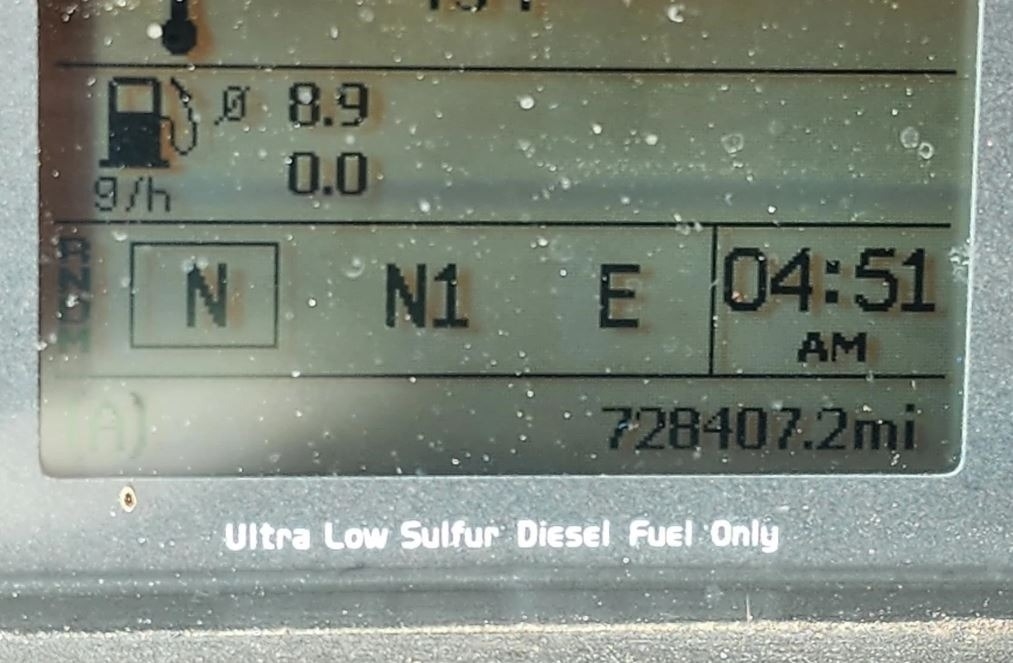 Ø 8.9
0.0
g/h
N N1 E 04:51
AM
(A) 728407.2mi
Ultra Low Sulfur Diesel Fuel Only